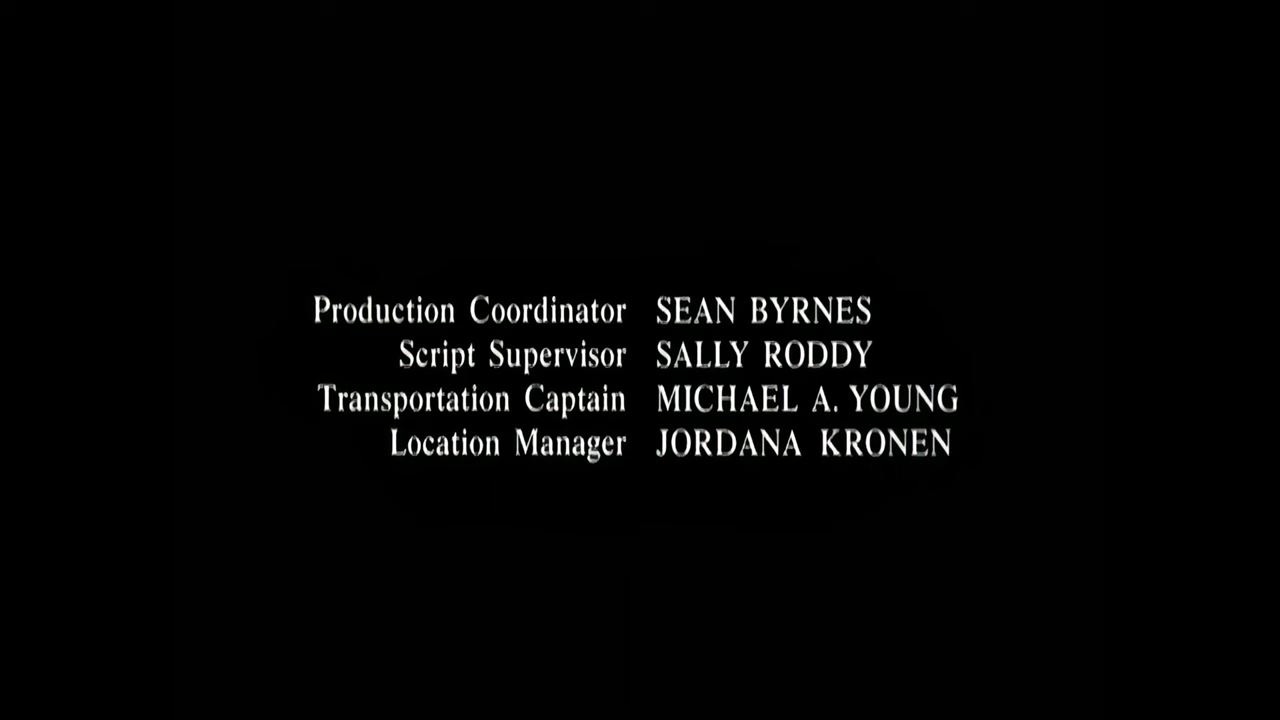 Production Coordinator SEAN BYRNES
Script Supervisor SALLY RODDY
Transportation Captain MICHAEL A. YOUNG
Location Manager JORDANA KRONEN